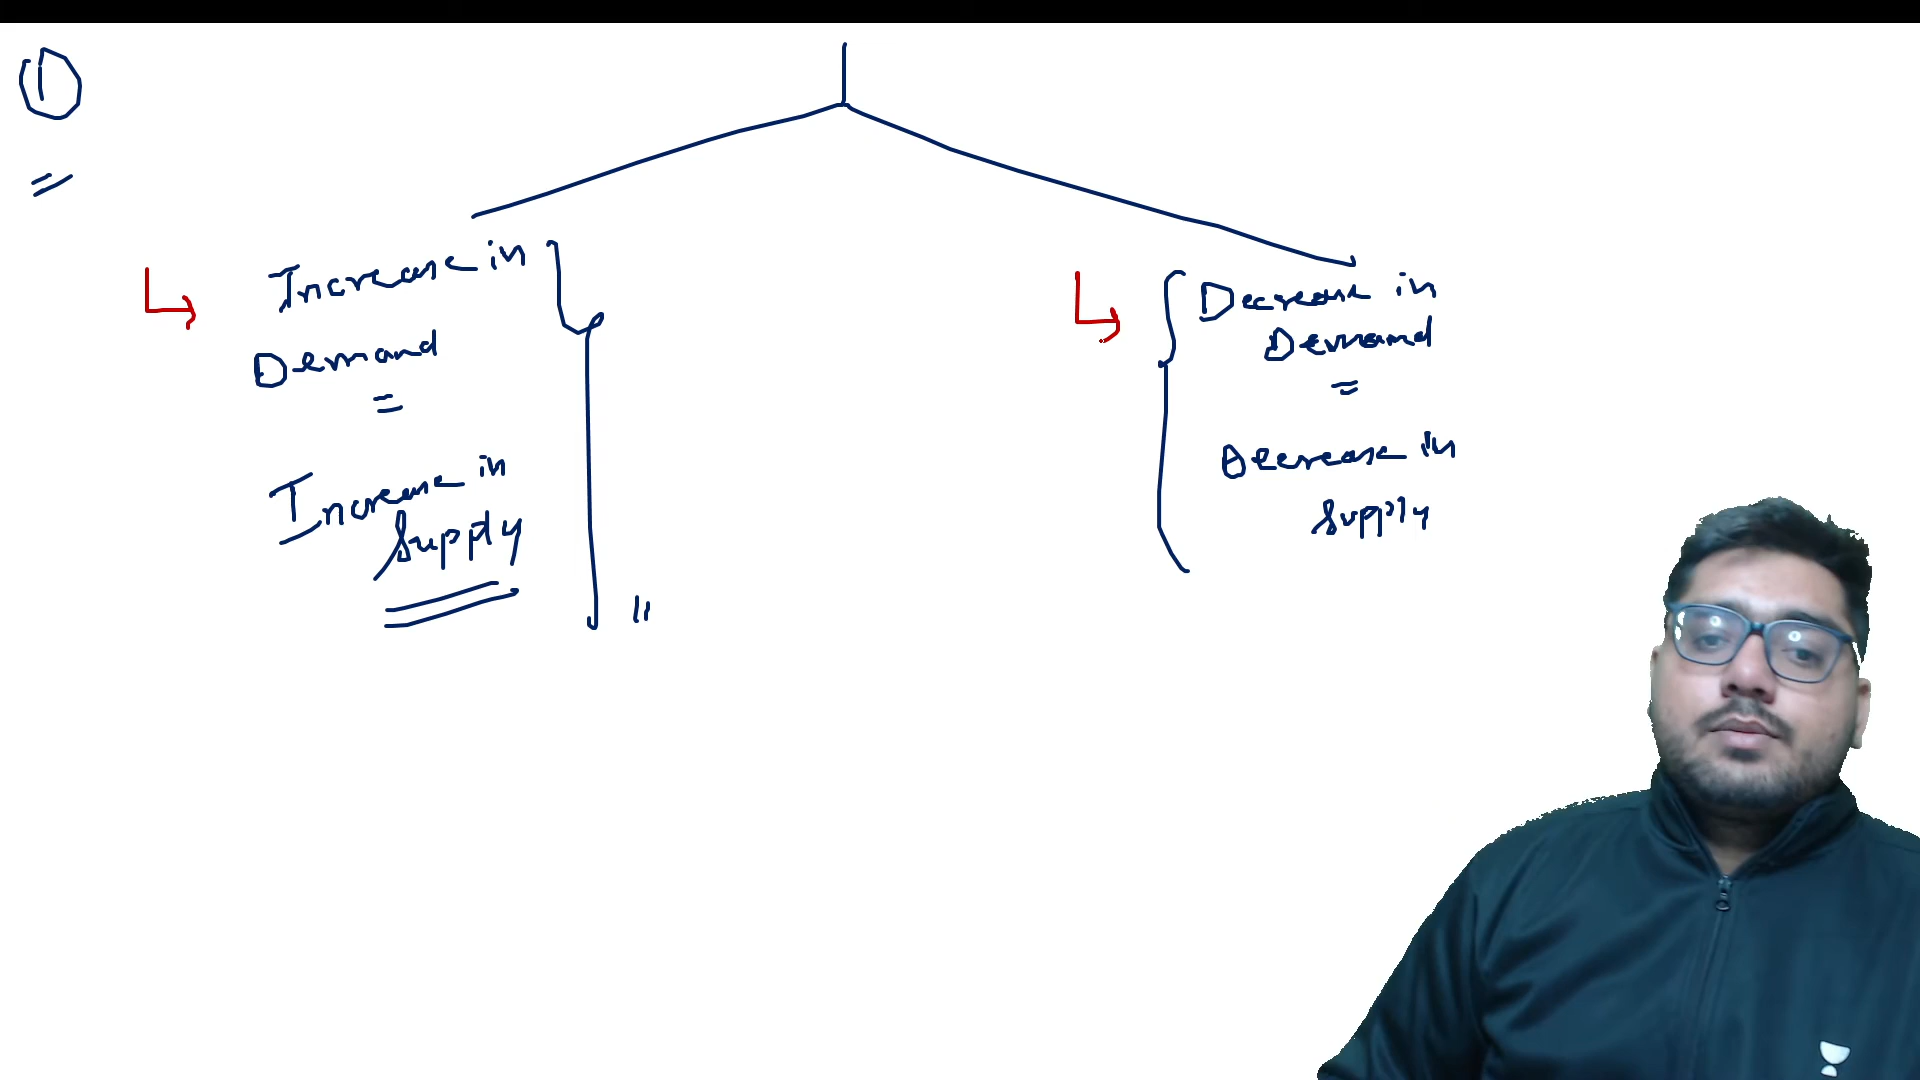 1
Increase in
Demand
=
Increase in
Supply
Decrease in
Demand
=
Decrease in
Supply